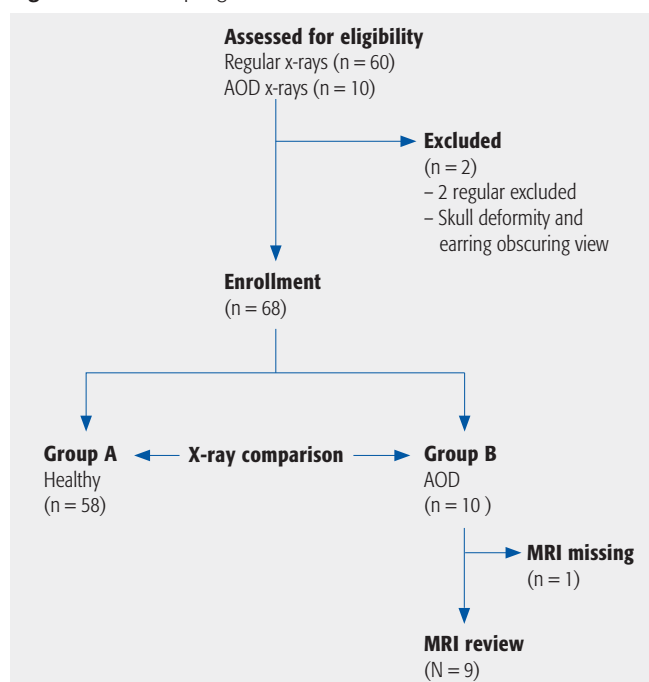 Assessed for eligibility
Regular x-rays (n = 60)
AOD x-rays (n = 10)
Excluded
(n = 2)
– 2 regular excluded
– Skull deformity and
earring obscuring view
Enrollment
(n = 68)
Group A
Healthy
(n = 58)
X-ray comparison
Group B
AOD
(n = 10 )
MRI missing
(n = 1)
MRI review
(N = 9)